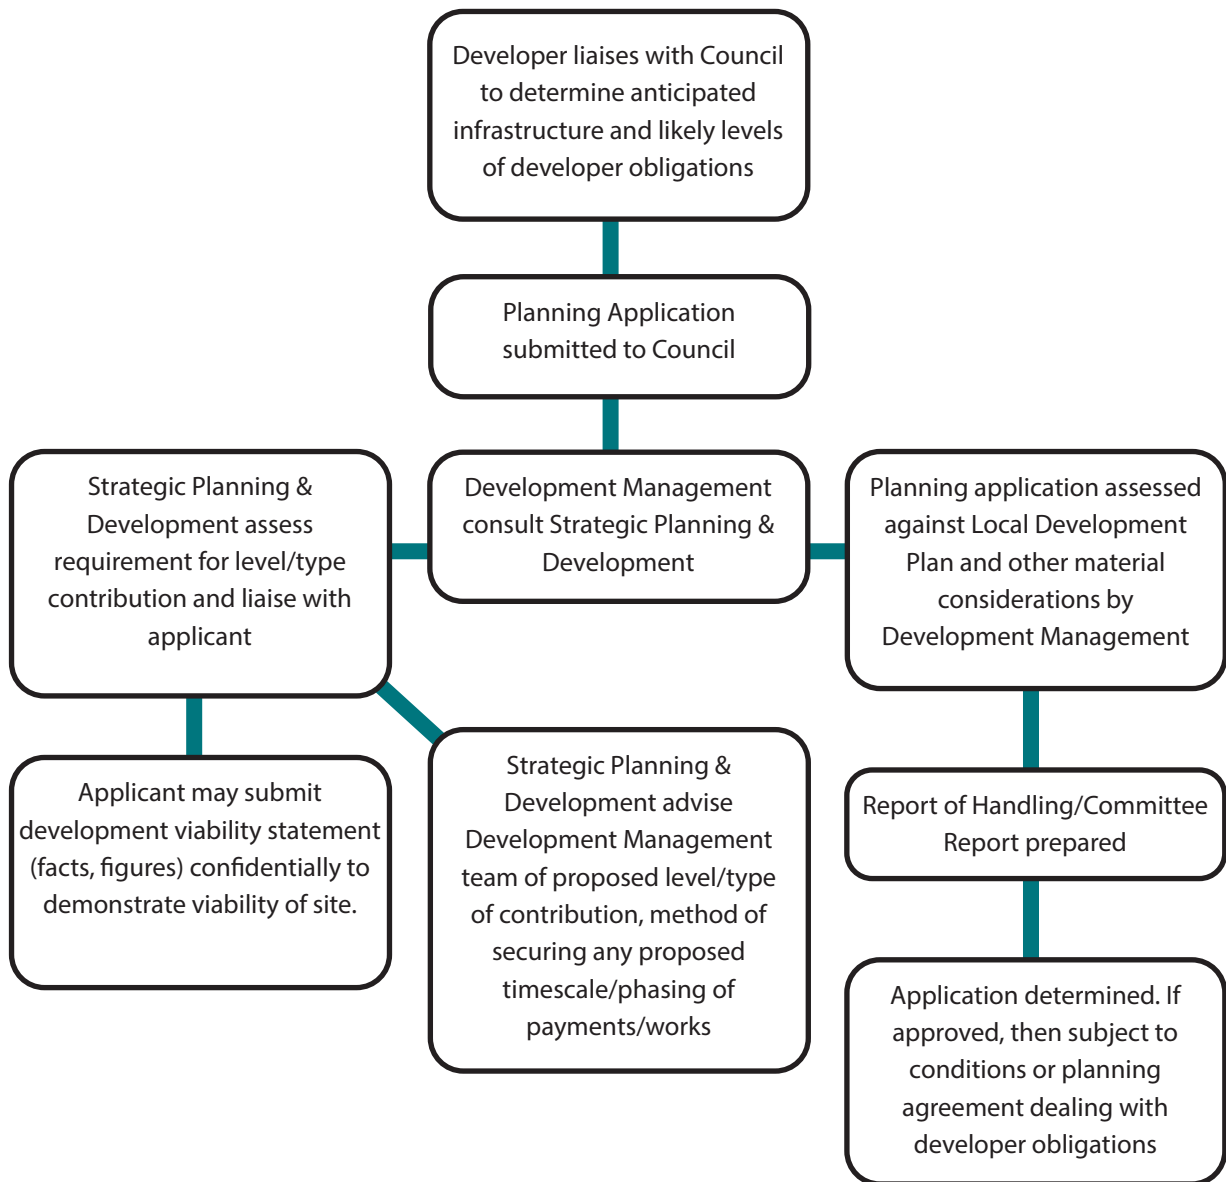 Developer liaises with Council
to determine anticipated
infrastructure and likely levels
of developer obligations
Planning Application
submitted to Council
Strategic Planning &
Development assess
requirement for level/type
contribution and liaise with
applicant
Development Management
consult Strategic Planning &
Development
Planning application assessed
against Local Development
Plan and other material
considerations by
Development Management
Applicant may submit
development viability statement
(facts, figures) confidentially to
demonstrate viability of site.
Strategic Planning &
Development advise
Development Management
team of proposed level/type
of contribution, method of
securing any proposed
timescale/phasing of
payments/works
Report of Handling/Committee
Report prepared
Application determined. If
approved, then subject to
conditions or planning
agreement dealing with
developer obligations